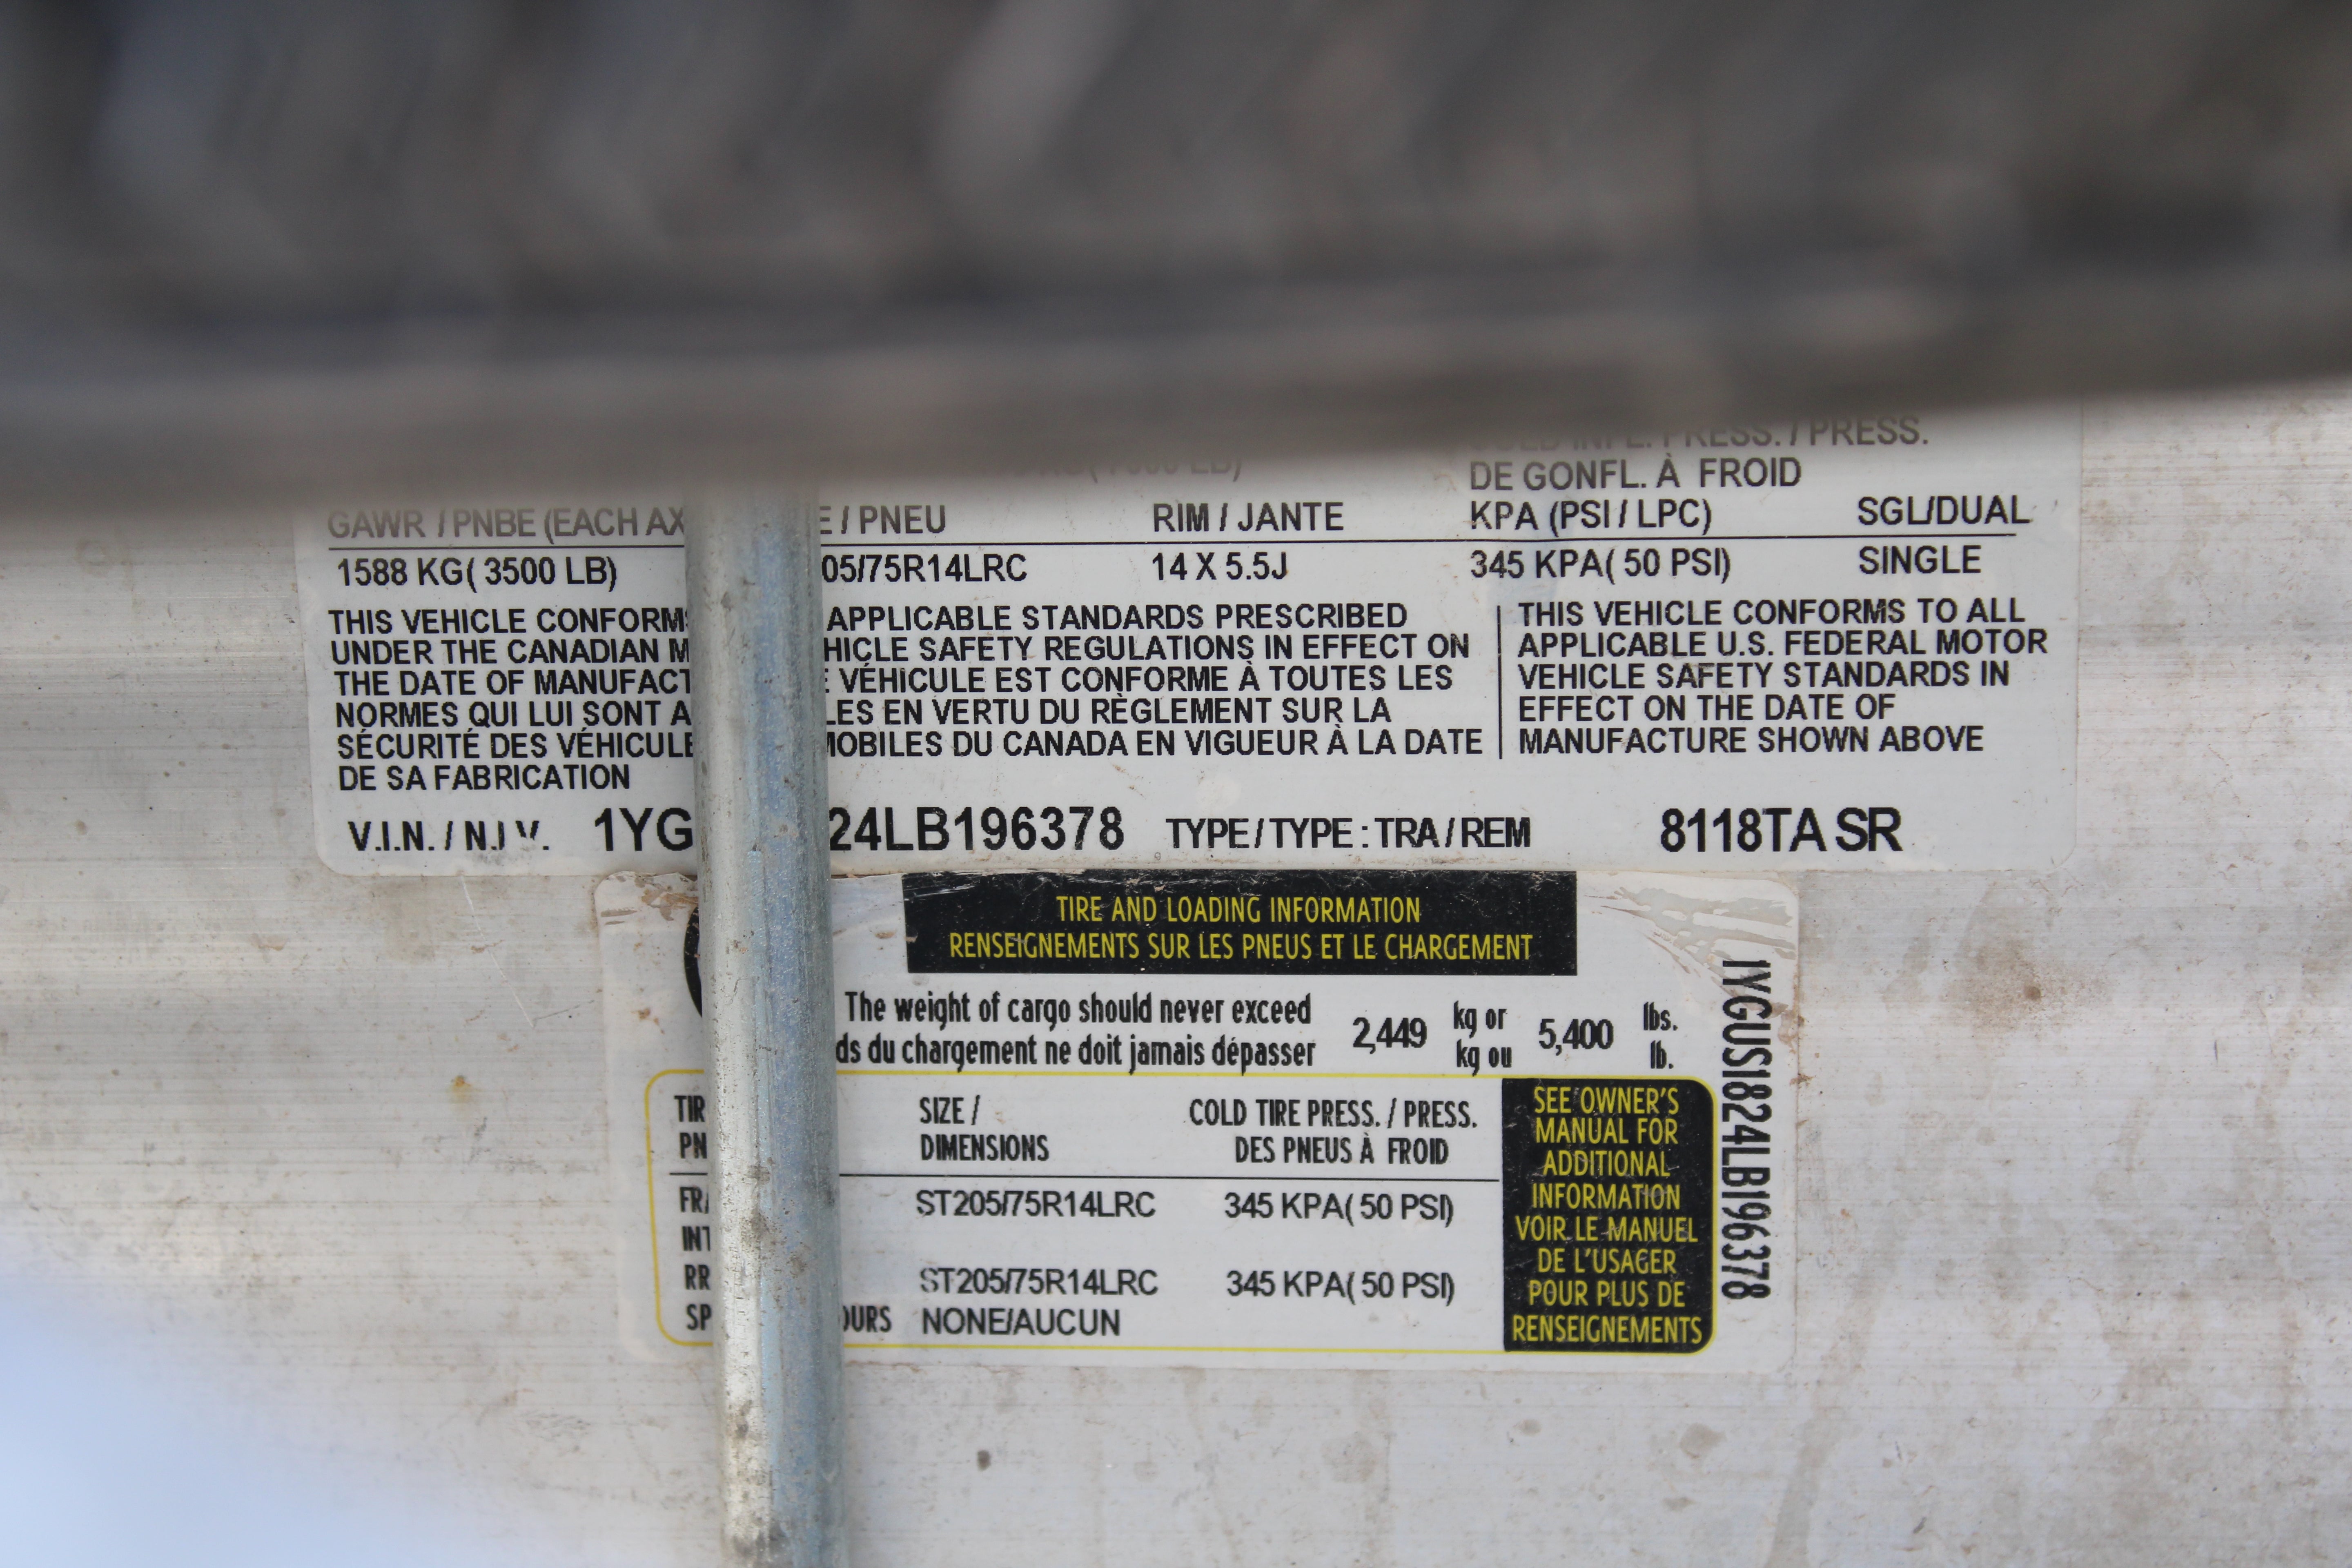 PRESS. / PRESS.
DE GONFL. À FROID
GAWR / PNBE (EACH AX
E / PNEU RIM / JANTE KPA (PSI / LPC) SGL/DUAL
1588 KG( 3500 LB) 05/75R14LRC 14 X 5.5J 345 KPA( 50 PSI) SINGLE
THIS VEHICLE CONFORMS APPLICABLE STANDARDS PRESCRIBED
UNDER THE CANADIAN M HICLE SAFETY REGULATIONS IN EFFECT ON
THE DATE OF MANUFACT E VÉHICULE EST CONFORME À TOUTES LES
NORMES QUI LUI SONT A LES EN VERTU DU RÈGLEMENT SUR LA
SÉCURITÉ DES VÉHICULE MOBILES DU CANADA EN VIGUEUR À LA DATE
DE SA FABRICATION
THIS VEHICLE CONFORMS TO ALL
APPLICABLE U.S. FEDERAL MOTOR
VEHICLE SAFETY STANDARDS IN
EFFECT ON THE DATE OF
MANUFACTURE SHOWN ABOVE
V.I.N. / N.I.V. 1YG 24LB196378 TYPE / TYPE : TRA / REM 8118TA SR
TIRE AND LOADING INFORMATION
RENSEIGNEMENTS SUR LES PNEUS ET LE CHARGEMENT
The weight of cargo should never exceed 2,449 kg or 5,400 lbs.
ds du chargement ne doit jamais dépasser kg ou lb.
TIR SIZE / COLD TIRE PRESS. / PRESS.
PN DIMENSIONS DES PNEUS À FROID
FRA ST205/75R14LRC 345 KPA( 50 PSI)
INT
RR ST205/75R14LRC 345 KPA( 50 PSI)
SP OURS NONE/AUCUN
SEE OWNER'S
MANUAL FOR
ADDITIONAL
INFORMATION
VOIR LE MANUEL
DE L'USAGER
POUR PLUS DE
RENSEIGNEMENTS
1YGUS1824LB196378